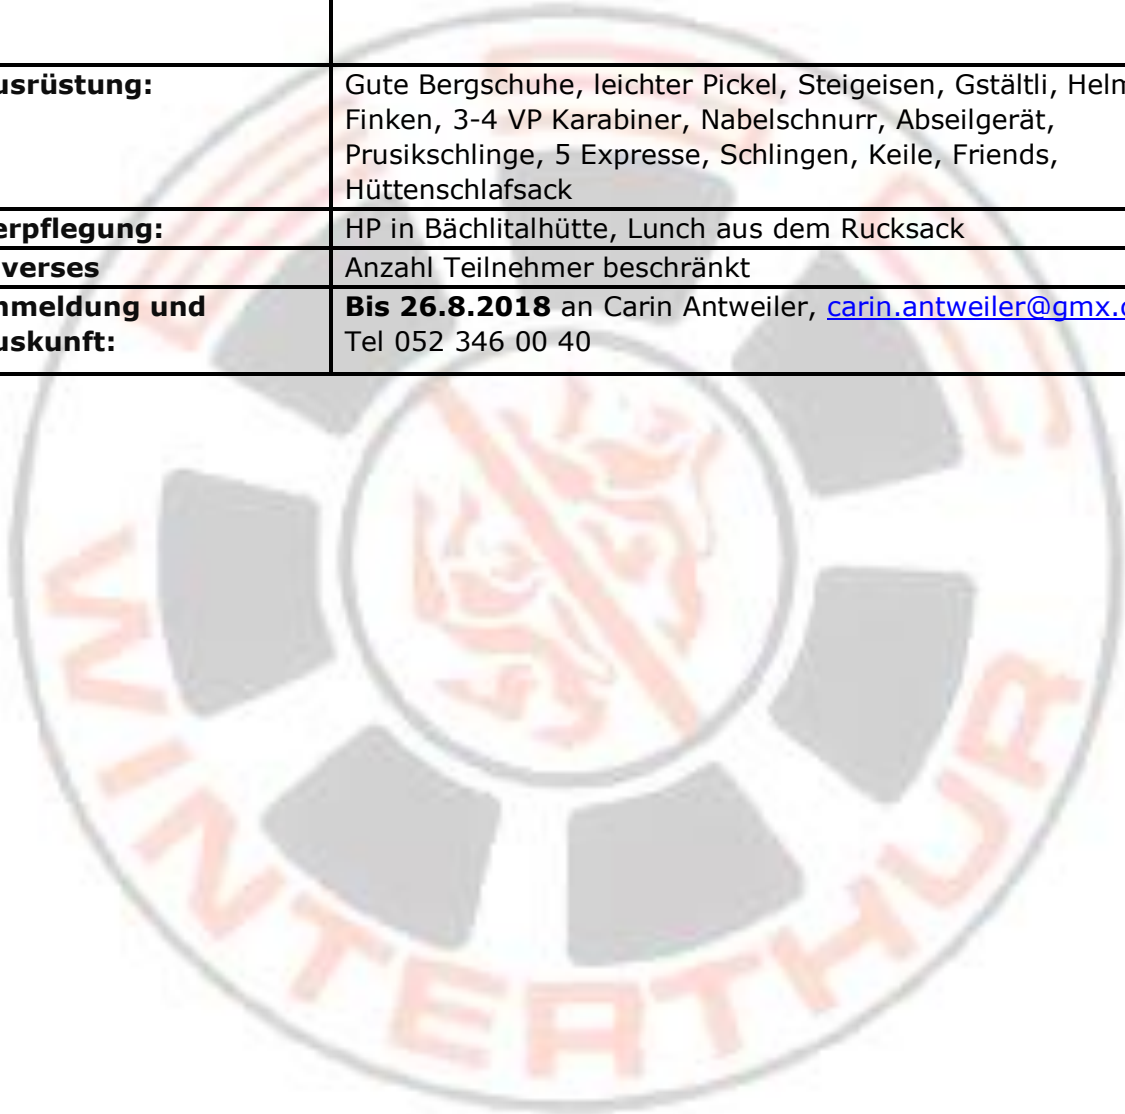 usrüstung: Gute Bergschuhe, leichter Pickel, Steigeisen, Gstältli, Helm
Finken, 3-4 VP Karabiner, Nabelschnurr, Abseilgerät,
Prusikschlinge, 5 Expresse, Schlingen, Keile, Friends,
Hüttenschlafsack
erpflegung: HP in Bächlitalhütte, Lunch aus dem Rucksack
verses Anzahl Teilnehmer beschränkt
nmeldung und Bis 26.8.2018 an Carin Antweiler, carin.antweiler@gmx.c
uskunft: Tel 052 346 00 40
WINTERTHUR